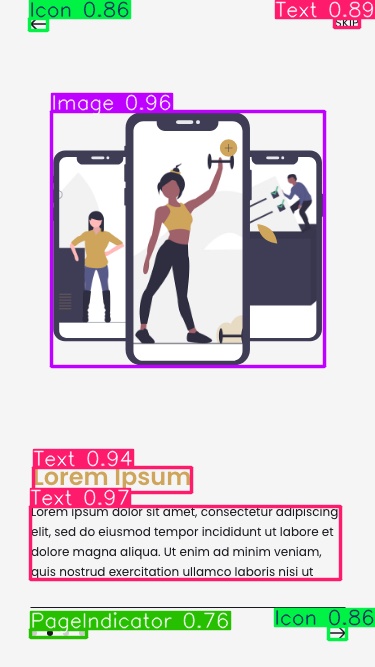 Icon 0.86
Text 0.89
SKIP
Image 0.96
Text 0.94
Lorem Ipsum
Text 0.97
Lorem ipsum dolor sit amet, consectetur adipiscing
elit, sed do eiusmod tempor incididunt ut labore et
dolore magna aliqua. Ut enim ad minim veniam,
quis nostrud exercitation ullamco laboris nisi ut
PageIndicator 0.76
Icon 0.86